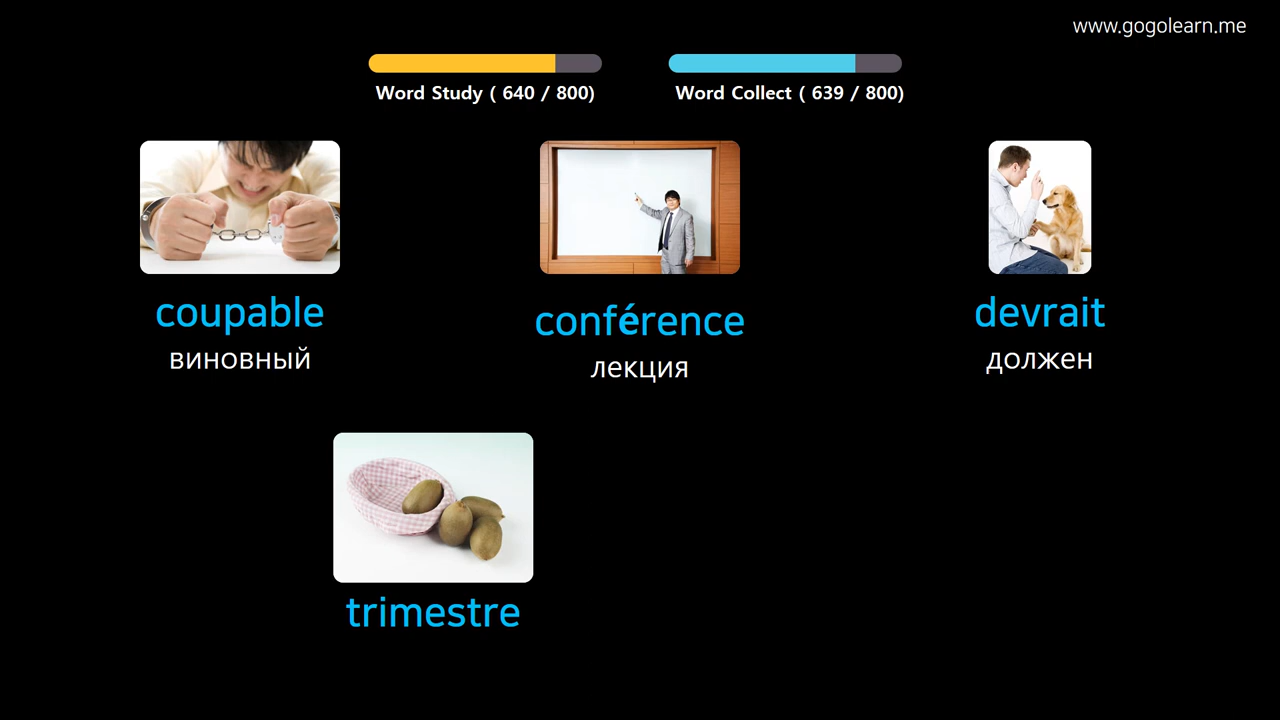 www.gogolearn.me
Word Study ( 640 / 800)
Word Collect ( 639 / 800)
coupable
виновный
conférence
лекция
devrait
должен
trimestre